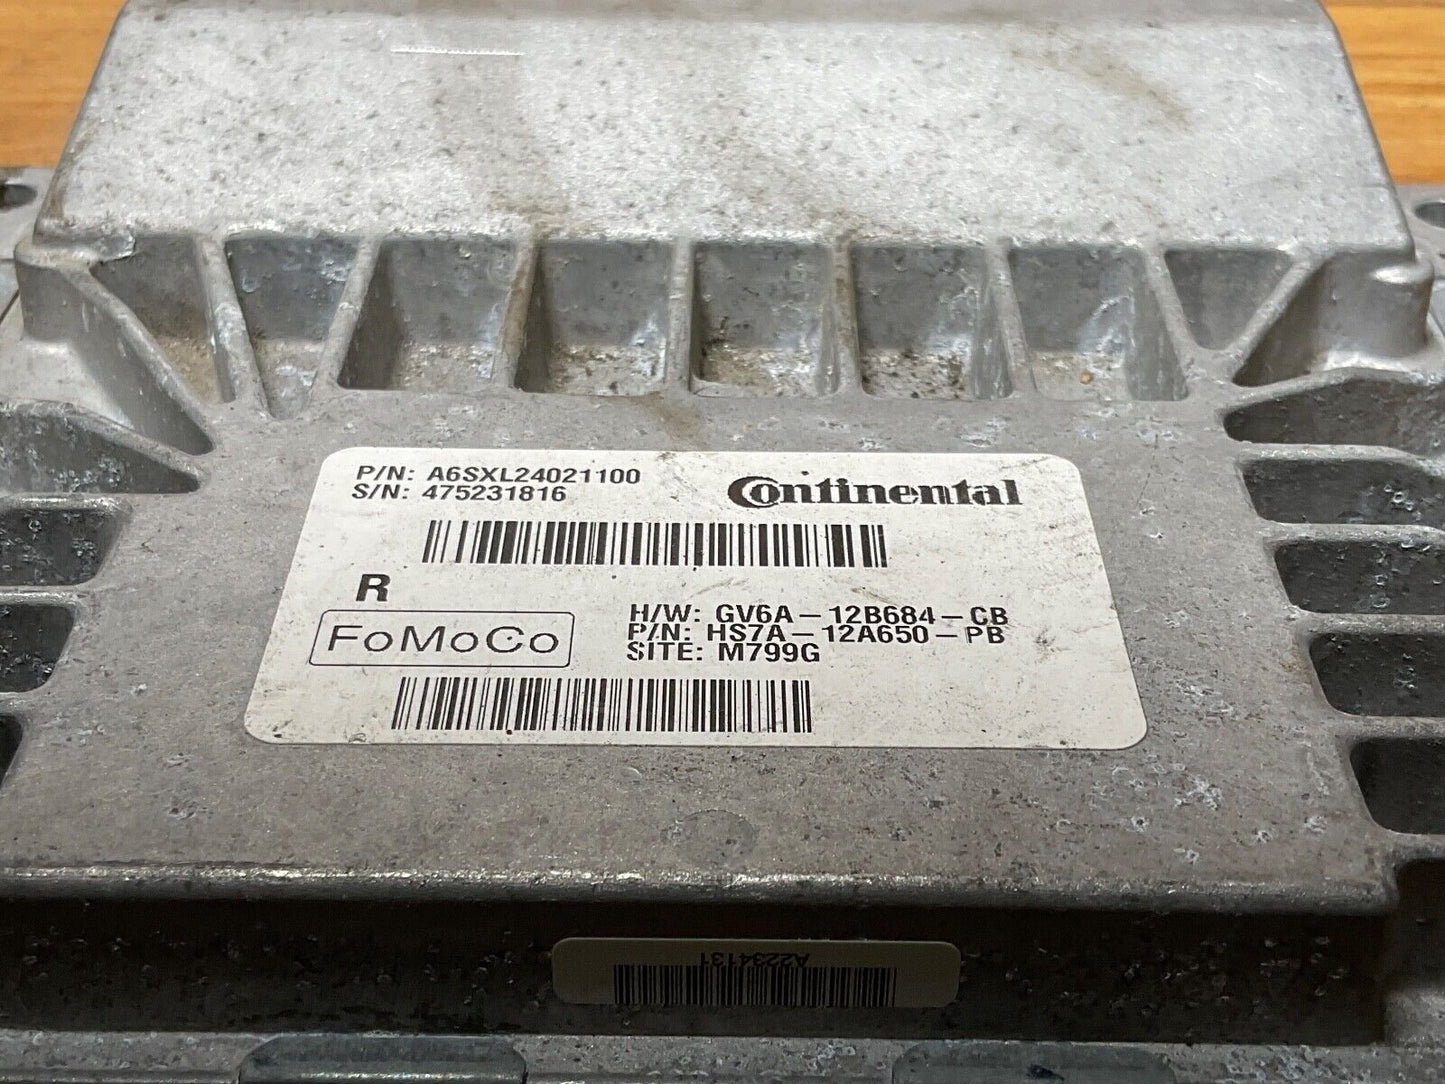 P/N: A6SXL24021100
S/N: 475231816
Continental
R
FoMoCo
H/W: GV6A-12B684-CB
P/N: HS7A-12A650-PB
SITE: M799G
A2234131